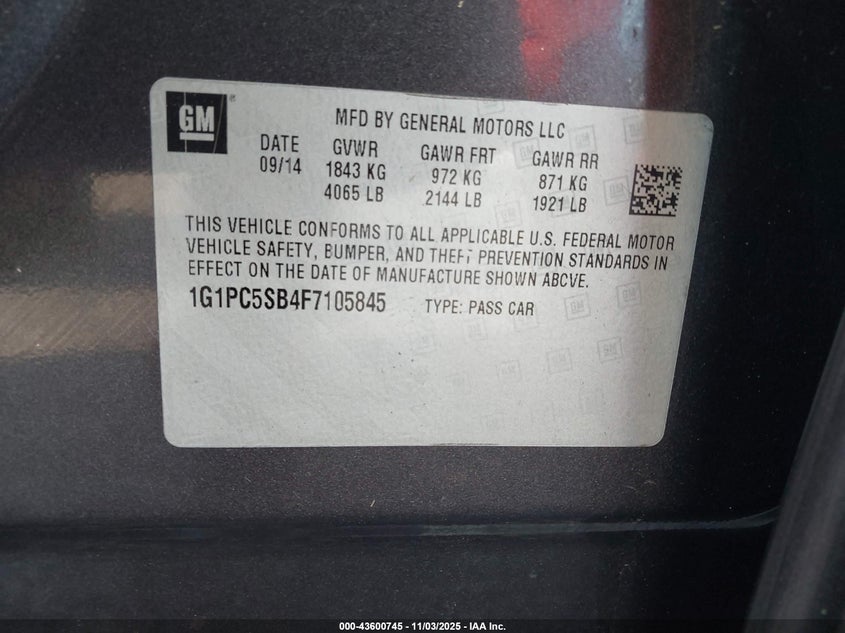 GM
MFD BY GENERAL MOTORS LLC
DATE GVWR GAWR FRT GAWR RR
09/14 1843 KG 972 KG 871 KG
4065 LB 2144 LB 1921 LB
THIS VEHICLE CONFORMS TO ALL APPLICABLE U.S. FEDERAL MOTOR
VEHICLE SAFETY, BUMPER, AND THEFT PREVENTION STANDARDS IN
EFFECT ON THE DATE OF MANUFACTURE SHOWN ABOVE.
1G1PC5SB4F7105845 TYPE: PASS CAR
000-43600745 - 11/03/2025 - IAA Inc.